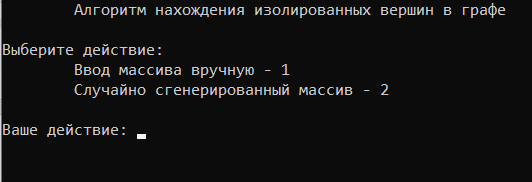 Алгоритм нахождения изолированных вершин в графе
Выберите действие:
Ввод массива вручную - 1
Случайно сгенерированный массив - 2
Ваше действие: